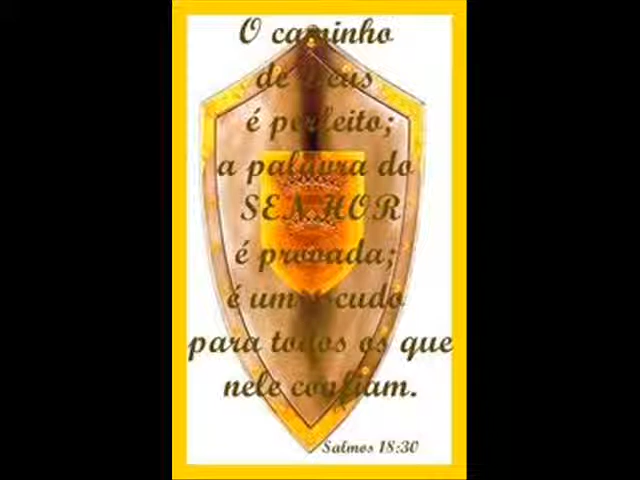 O caminho
de Deus
é perfeito;
a palavra do
SENHOR
é provada;
é um escudo
para todos os que
nele confiam.
Salmos 18:30